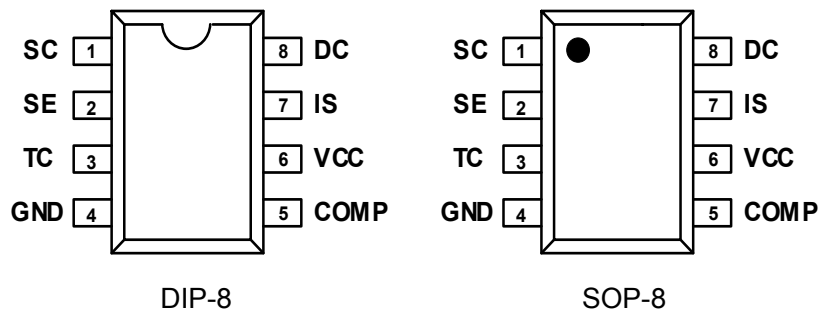 SC 1 8 DC
SE 2 7 IS
TC 3 6 VCC
GND 4 5 COMP
DIP-8
SC 1 8 DC
SE 2 7 IS
TC 3 6 VCC
GND 4 5 COMP
SOP-8